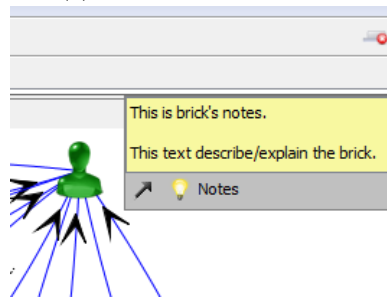 This is brick's notes.
This text describe/explain the brick.
Notes